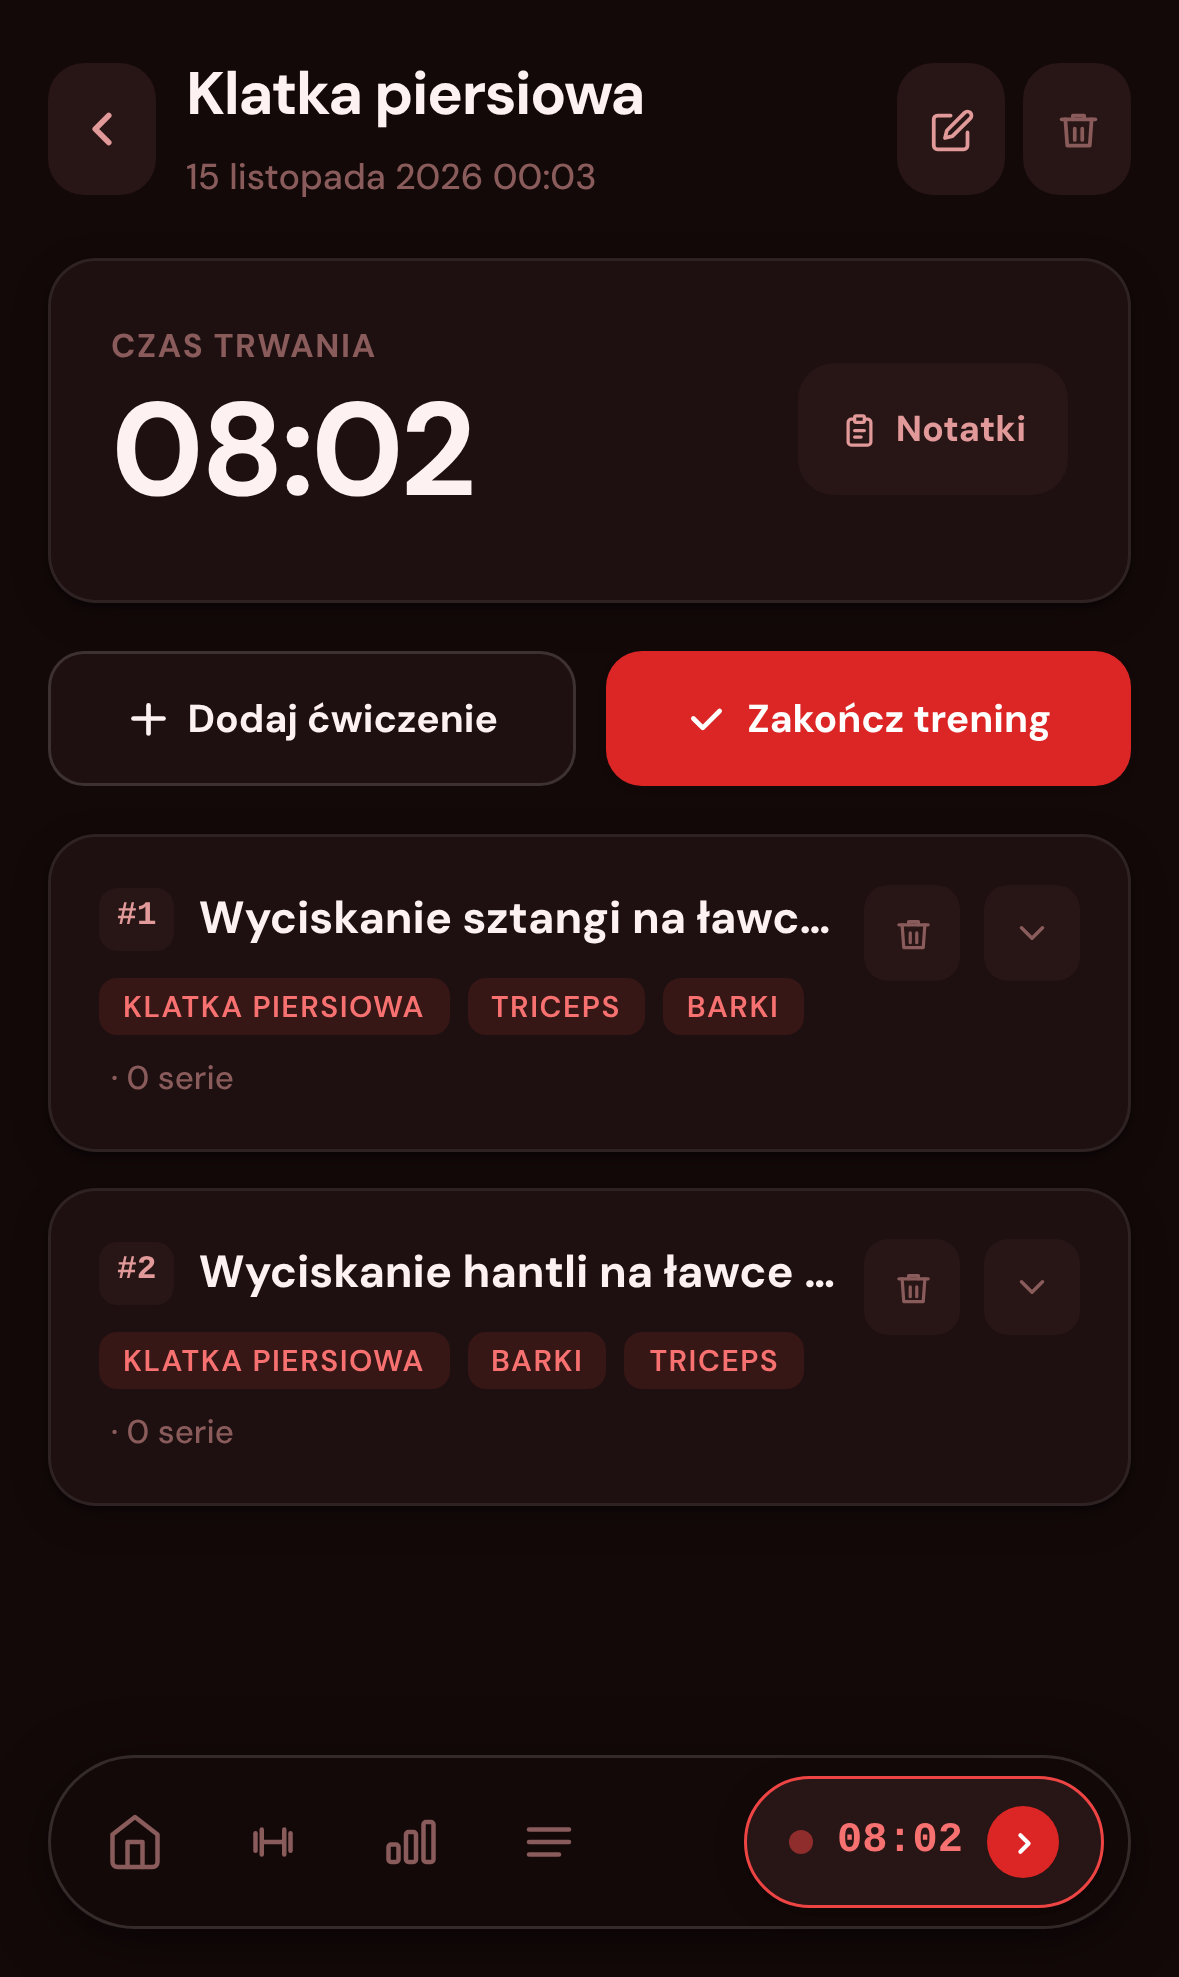 Klatka piersiowa
15 listopada 2026 00:03
CZAS TRWANIA
08:02
Notatki
Dodaj ćwiczenie
Zakończ trening
#1 Wyciskanie sztangi na ławc...
KLATKA PIERSIOWA TRICEPS BARKI
· 0 serie
#2 Wyciskanie hantli na ławce ...
KLATKA PIERSIOWA BARKI TRICEPS
· 0 serie
08:02